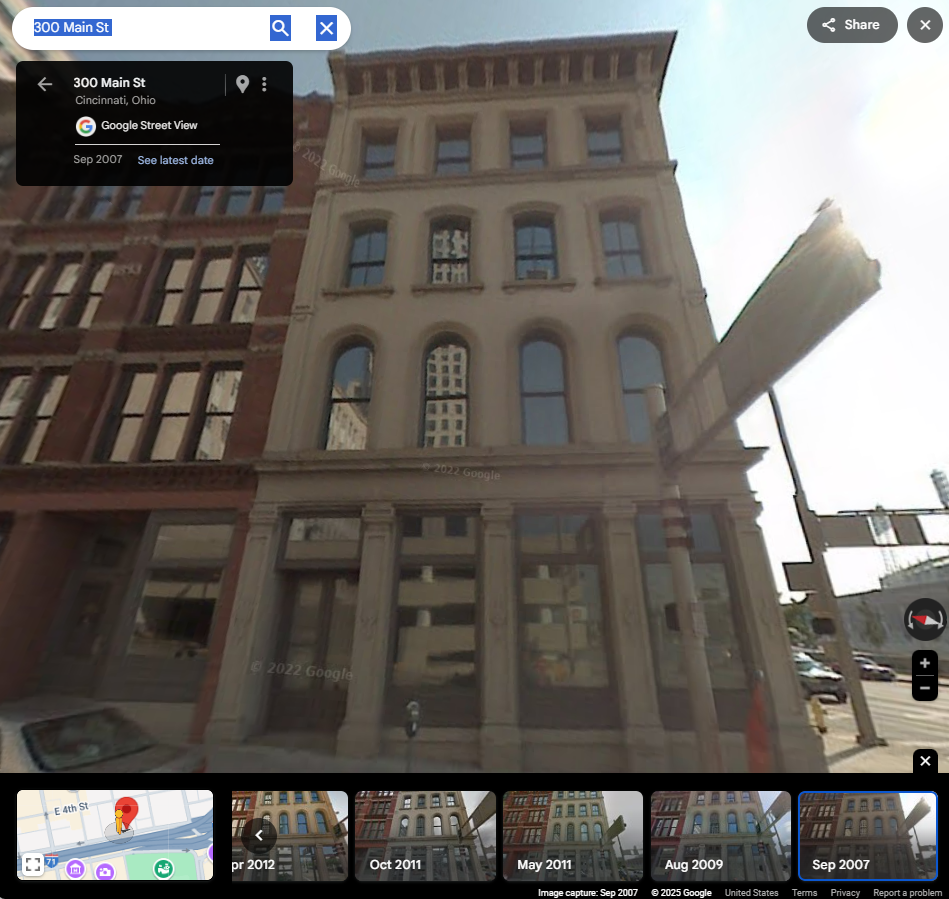 300 Main St
Share
300 Main St
Cincinnati, Ohio
Google Street View
Sep 2007 See latest date
© 2022 Google
© 2022 Google
© 2022 Google
E 4th St
71
pr 2012
Oct 2011
May 2011
Aug 2009
Sep 2007
Image capture: Sep 2007 © 2025 Google United States Terms Privacy Report a problem